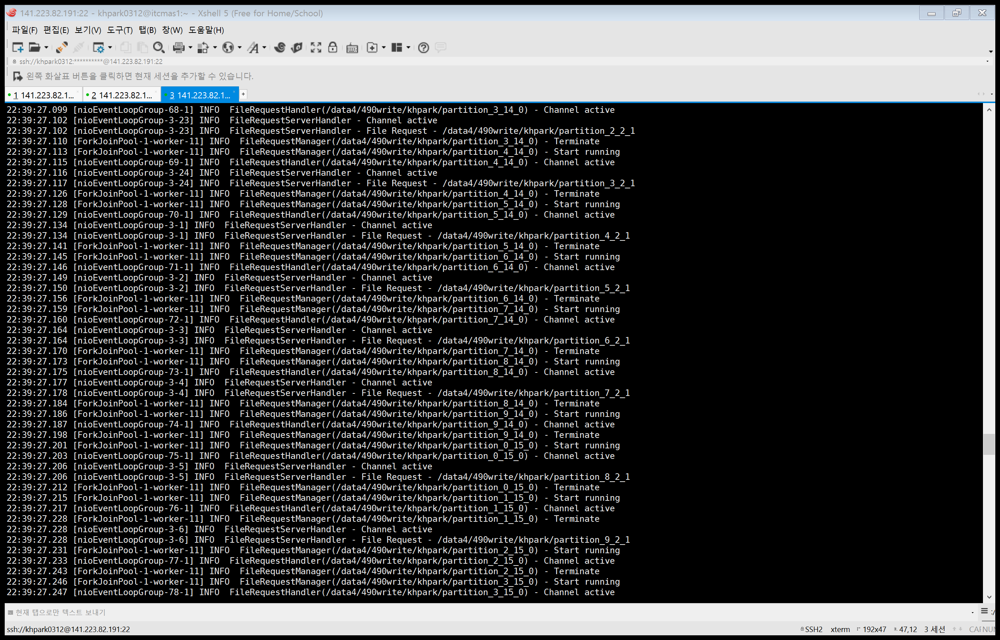 141.223.82.191:22 - khpark0312@itcmas1:~ - Xshell 5 (Free for Home/School)
파일(F) 편집(E) 보기(V) 도구(T) 탭(B) 창(W) 도움말(H)
ssh://khpark0312:**********@141.223.82.191:22
왼쪽 화살표 버튼을 클릭하면 현재 세션을 추가할 수 있습니다.
1 141.223.82.1... 2 141.223.82.1... 3 141.223.82.1...
22:39:27.099 [nioEventLoopGroup-68-1] INFO  FileRequestHandler(/data4/490write/khpark/partition_3_14_0) - Channel active
22:39:27.102 [nioEventLoopGroup-3-23] INFO  FileRequestServerHandler - Channel active
22:39:27.102 [nioEventLoopGroup-3-23] INFO  FileRequestServerHandler - File Request - /data4/490write/khpark/partition_2_2_1
22:39:27.110 [ForkJoinPool-1-worker-11] INFO  FileRequestManager(/data4/490write/khpark/partition_3_14_0) - Terminate
22:39:27.113 [ForkJoinPool-1-worker-11] INFO  FileRequestManager(/data4/490write/khpark/partition_4_14_0) - Start running
22:39:27.115 [nioEventLoopGroup-69-1] INFO  FileRequestHandler(/data4/490write/khpark/partition_4_14_0) - Channel active
22:39:27.116 [nioEventLoopGroup-3-24] INFO  FileRequestServerHandler - Channel active
22:39:27.117 [nioEventLoopGroup-3-24] INFO  FileRequestServerHandler - File Request - /data4/490write/khpark/partition_3_2_1
22:39:27.126 [ForkJoinPool-1-worker-11] INFO  FileRequestManager(/data4/490write/khpark/partition_4_14_0) - Terminate
22:39:27.128 [ForkJoinPool-1-worker-11] INFO  FileRequestManager(/data4/490write/khpark/partition_5_14_0) - Start running
22:39:27.129 [nioEventLoopGroup-70-1] INFO  FileRequestHandler(/data4/490write/khpark/partition_5_14_0) - Channel active
22:39:27.134 [nioEventLoopGroup-3-1] INFO  FileRequestServerHandler - Channel active
22:39:27.134 [nioEventLoopGroup-3-1] INFO  FileRequestServerHandler - File Request - /data4/490write/khpark/partition_4_2_1
22:39:27.141 [ForkJoinPool-1-worker-11] INFO  FileRequestManager(/data4/490write/khpark/partition_5_14_0) - Terminate
22:39:27.145 [ForkJoinPool-1-worker-11] INFO  FileRequestManager(/data4/490write/khpark/partition_6_14_0) - Start running
22:39:27.146 [nioEventLoopGroup-71-1] INFO  FileRequestHandler(/data4/490write/khpark/partition_6_14_0) - Channel active
22:39:27.149 [nioEventLoopGroup-3-2] INFO  FileRequestServerHandler - Channel active
22:39:27.150 [nioEventLoopGroup-3-2] INFO  FileRequestServerHandler - File Request - /data4/490write/khpark/partition_5_2_1
22:39:27.156 [ForkJoinPool-1-worker-11] INFO  FileRequestManager(/data4/490write/khpark/partition_6_14_0) - Terminate
22:39:27.159 [ForkJoinPool-1-worker-11] INFO  FileRequestManager(/data4/490write/khpark/partition_7_14_0) - Start running
22:39:27.160 [nioEventLoopGroup-72-1] INFO  FileRequestHandler(/data4/490write/khpark/partition_7_14_0) - Channel active
22:39:27.164 [nioEventLoopGroup-3-3] INFO  FileRequestServerHandler - Channel active
22:39:27.164 [nioEventLoopGroup-3-3] INFO  FileRequestServerHandler - File Request - /data4/490write/khpark/partition_6_2_1
22:39:27.170 [ForkJoinPool-1-worker-11] INFO  FileRequestManager(/data4/490write/khpark/partition_7_14_0) - Terminate
22:39:27.173 [ForkJoinPool-1-worker-11] INFO  FileRequestManager(/data4/490write/khpark/partition_8_14_0) - Start running
22:39:27.175 [nioEventLoopGroup-73-1] INFO  FileRequestHandler(/data4/490write/khpark/partition_8_14_0) - Channel active
22:39:27.177 [nioEventLoopGroup-3-4] INFO  FileRequestServerHandler - Channel active
22:39:27.178 [nioEventLoopGroup-3-4] INFO  FileRequestServerHandler - File Request - /data4/490write/khpark/partition_7_2_1
22:39:27.184 [ForkJoinPool-1-worker-11] INFO  FileRequestManager(/data4/490write/khpark/partition_8_14_0) - Terminate
22:39:27.186 [ForkJoinPool-1-worker-11] INFO  FileRequestManager(/data4/490write/khpark/partition_9_14_0) - Start running
22:39:27.187 [nioEventLoopGroup-74-1] INFO  FileRequestHandler(/data4/490write/khpark/partition_9_14_0) - Channel active
22:39:27.198 [ForkJoinPool-1-worker-11] INFO  FileRequestManager(/data4/490write/khpark/partition_9_14_0) - Terminate
22:39:27.201 [ForkJoinPool-1-worker-11] INFO  FileRequestManager(/data4/490write/khpark/partition_0_15_0) - Start running
22:39:27.203 [nioEventLoopGroup-75-1] INFO  FileRequestHandler(/data4/490write/khpark/partition_0_15_0) - Channel active
22:39:27.206 [nioEventLoopGroup-3-5] INFO  FileRequestServerHandler - Channel active
22:39:27.206 [nioEventLoopGroup-3-5] INFO  FileRequestServerHandler - File Request - /data4/490write/khpark/partition_8_2_1
22:39:27.212 [ForkJoinPool-1-worker-11] INFO  FileRequestManager(/data4/490write/khpark/partition_0_15_0) - Terminate
22:39:27.215 [ForkJoinPool-1-worker-11] INFO  FileRequestManager(/data4/490write/khpark/partition_1_15_0) - Start running
22:39:27.217 [nioEventLoopGroup-76-1] INFO  FileRequestHandler(/data4/490write/khpark/partition_1_15_0) - Channel active
22:39:27.228 [ForkJoinPool-1-worker-11] INFO  FileRequestManager(/data4/490write/khpark/partition_1_15_0) - Terminate
22:39:27.228 [nioEventLoopGroup-3-6] INFO  FileRequestServerHandler - Channel active
22:39:27.228 [nioEventLoopGroup-3-6] INFO  FileRequestServerHandler - File Request - /data4/490write/khpark/partition_9_2_1
22:39:27.231 [ForkJoinPool-1-worker-11] INFO  FileRequestManager(/data4/490write/khpark/partition_2_15_0) - Start running
22:39:27.233 [nioEventLoopGroup-77-1] INFO  FileRequestHandler(/data4/490write/khpark/partition_2_15_0) - Channel active
22:39:27.243 [ForkJoinPool-1-worker-11] INFO  FileRequestManager(/data4/490write/khpark/partition_2_15_0) - Terminate
22:39:27.246 [ForkJoinPool-1-worker-11] INFO  FileRequestManager(/data4/490write/khpark/partition_3_15_0) - Start running
22:39:27.247 [nioEventLoopGroup-78-1] INFO  FileRequestHandler(/data4/490write/khpark/partition_3_15_0) - Channel active
현재 탭으로만 텍스트 보내기
ssh://khpark0312@141.223.82.191:22 SSH2 xterm 192x47 47,12 3 세션